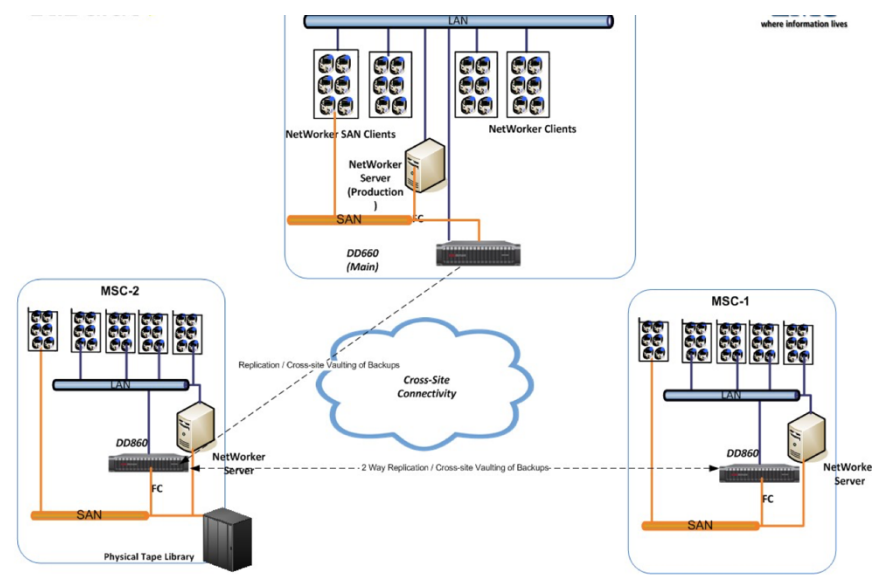 LAN
where information lives
NetWorker SAN Clients
NetWorker Clients
NetWorker
Server
(Production
)
SAN
FC
DD660
(Main)
MSC-2
MSC-1
Replication / Cross-site Vaulting of Backups
Cross-Site
Connectivity
LAN
LAN
DD860
NetWorker
Server
DD860
NetWorke
Server
2 Way Replication / Cross-site Vaulting of Backups
FC
FC
SAN
SAN
Physical Tape Library